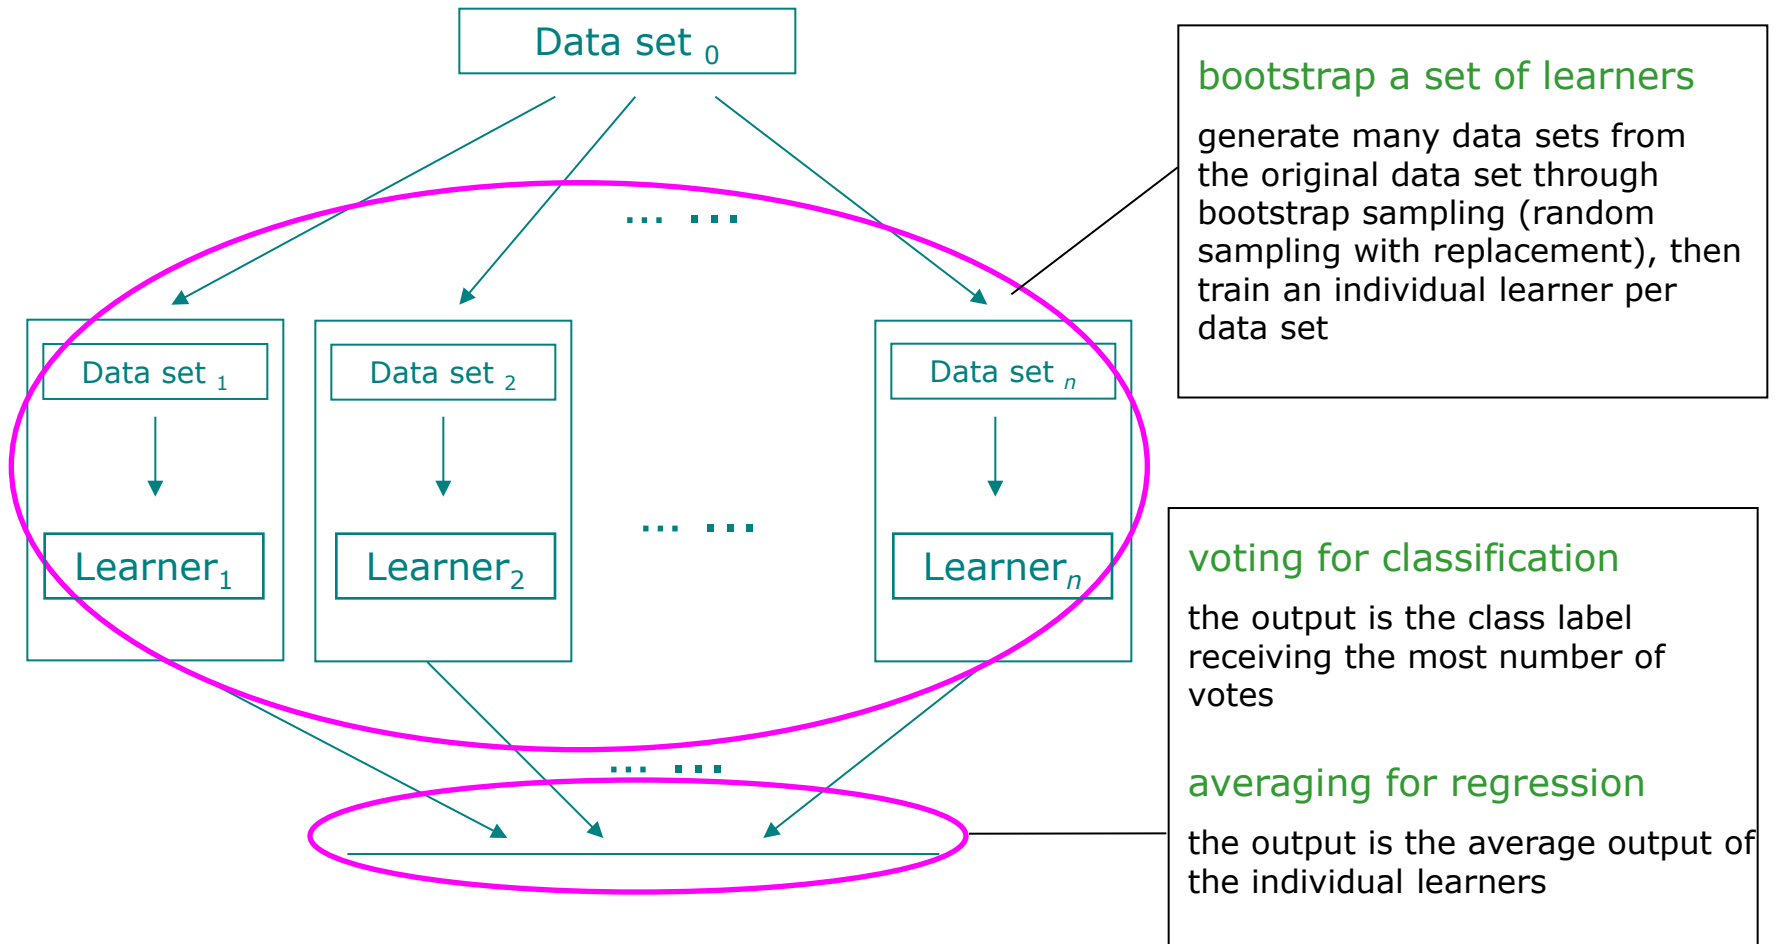 Data set 0
bootstrap a set of learners
generate many data sets from
the original data set through
bootstrap sampling (random
sampling with replacement), then
train an individual learner per
data set
... ...
Data set 1
Data set 2
Data set n
... ...
Learner1
Learner2
Learnern
voting for classification
the output is the class label
receiving the most number of
votes
... ...
averaging for regression
the output is the average output of
the individual learners